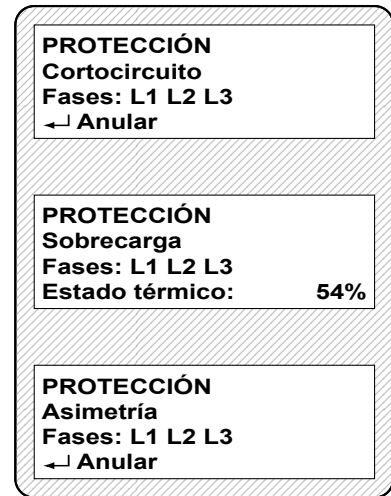 PROTECCIÓN
Cortocircuito
Fases: L1 L2 L3
↵ Anular
PROTECCIÓN
Sobrecarga
Fases: L1 L2 L3
Estado térmico: 54%
PROTECCIÓN
Asimetría
Fases: L1 L2 L3
↵ Anular